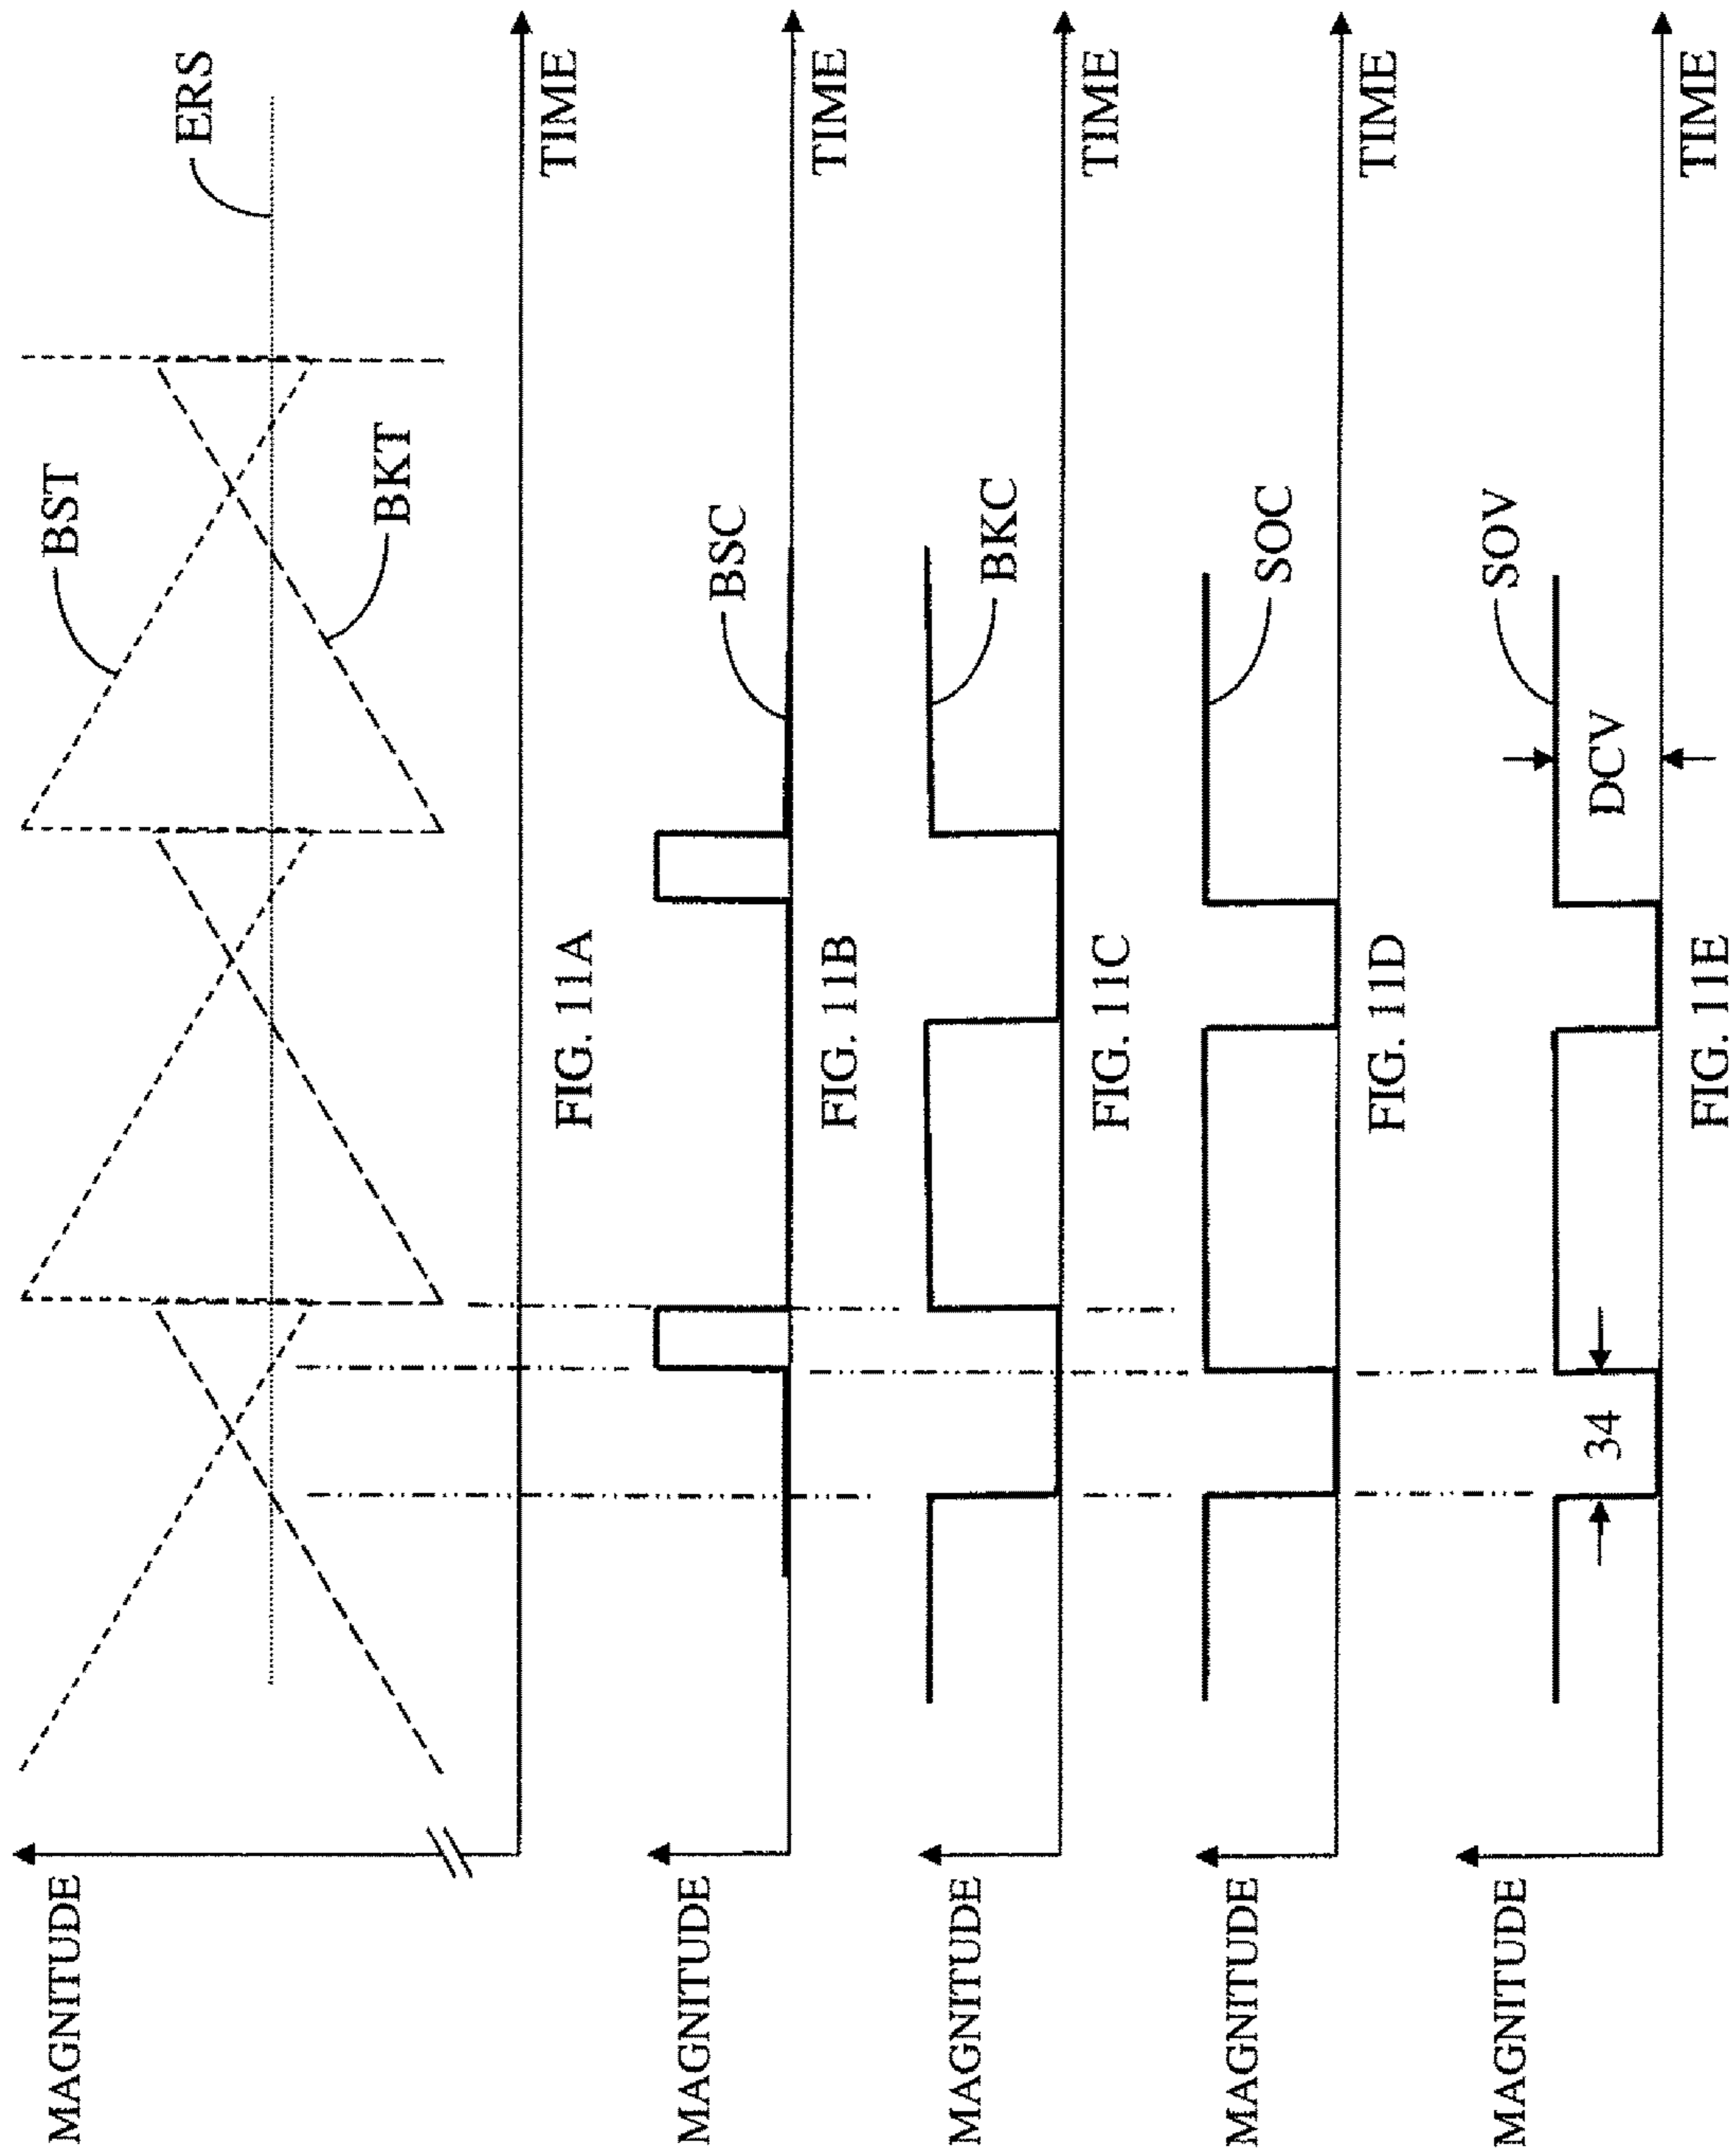 MAGNITUDE
BST
BKT
ERS
TIME
FIG. 11A
MAGNITUDE
BSC
TIME
FIG. 11B
MAGNITUDE
BKC
TIME
FIG. 11C
MAGNITUDE
SOC
TIME
FIG. 11D
MAGNITUDE
34
SOV
DCV
TIME
FIG. 11E